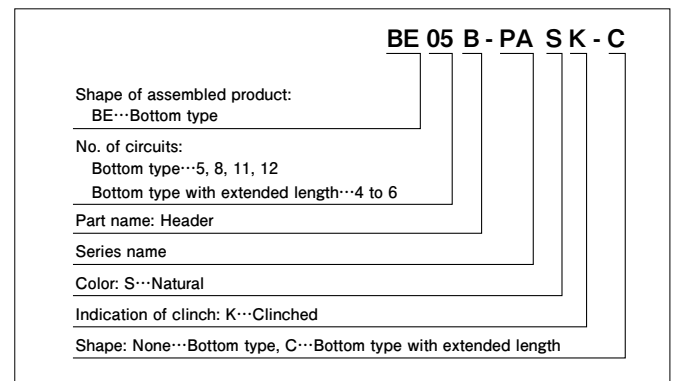 BE 05 B - PA S K - C
Shape of assembled product:
BE···Bottom type
No. of circuits:
Bottom type···5, 8, 11, 12
Bottom type with extended length···4 to 6
Part name: Header
Series name
Color: S···Natural
Indication of clinch: K···Clinched
Shape: None···Bottom type, C···Bottom type with extended length